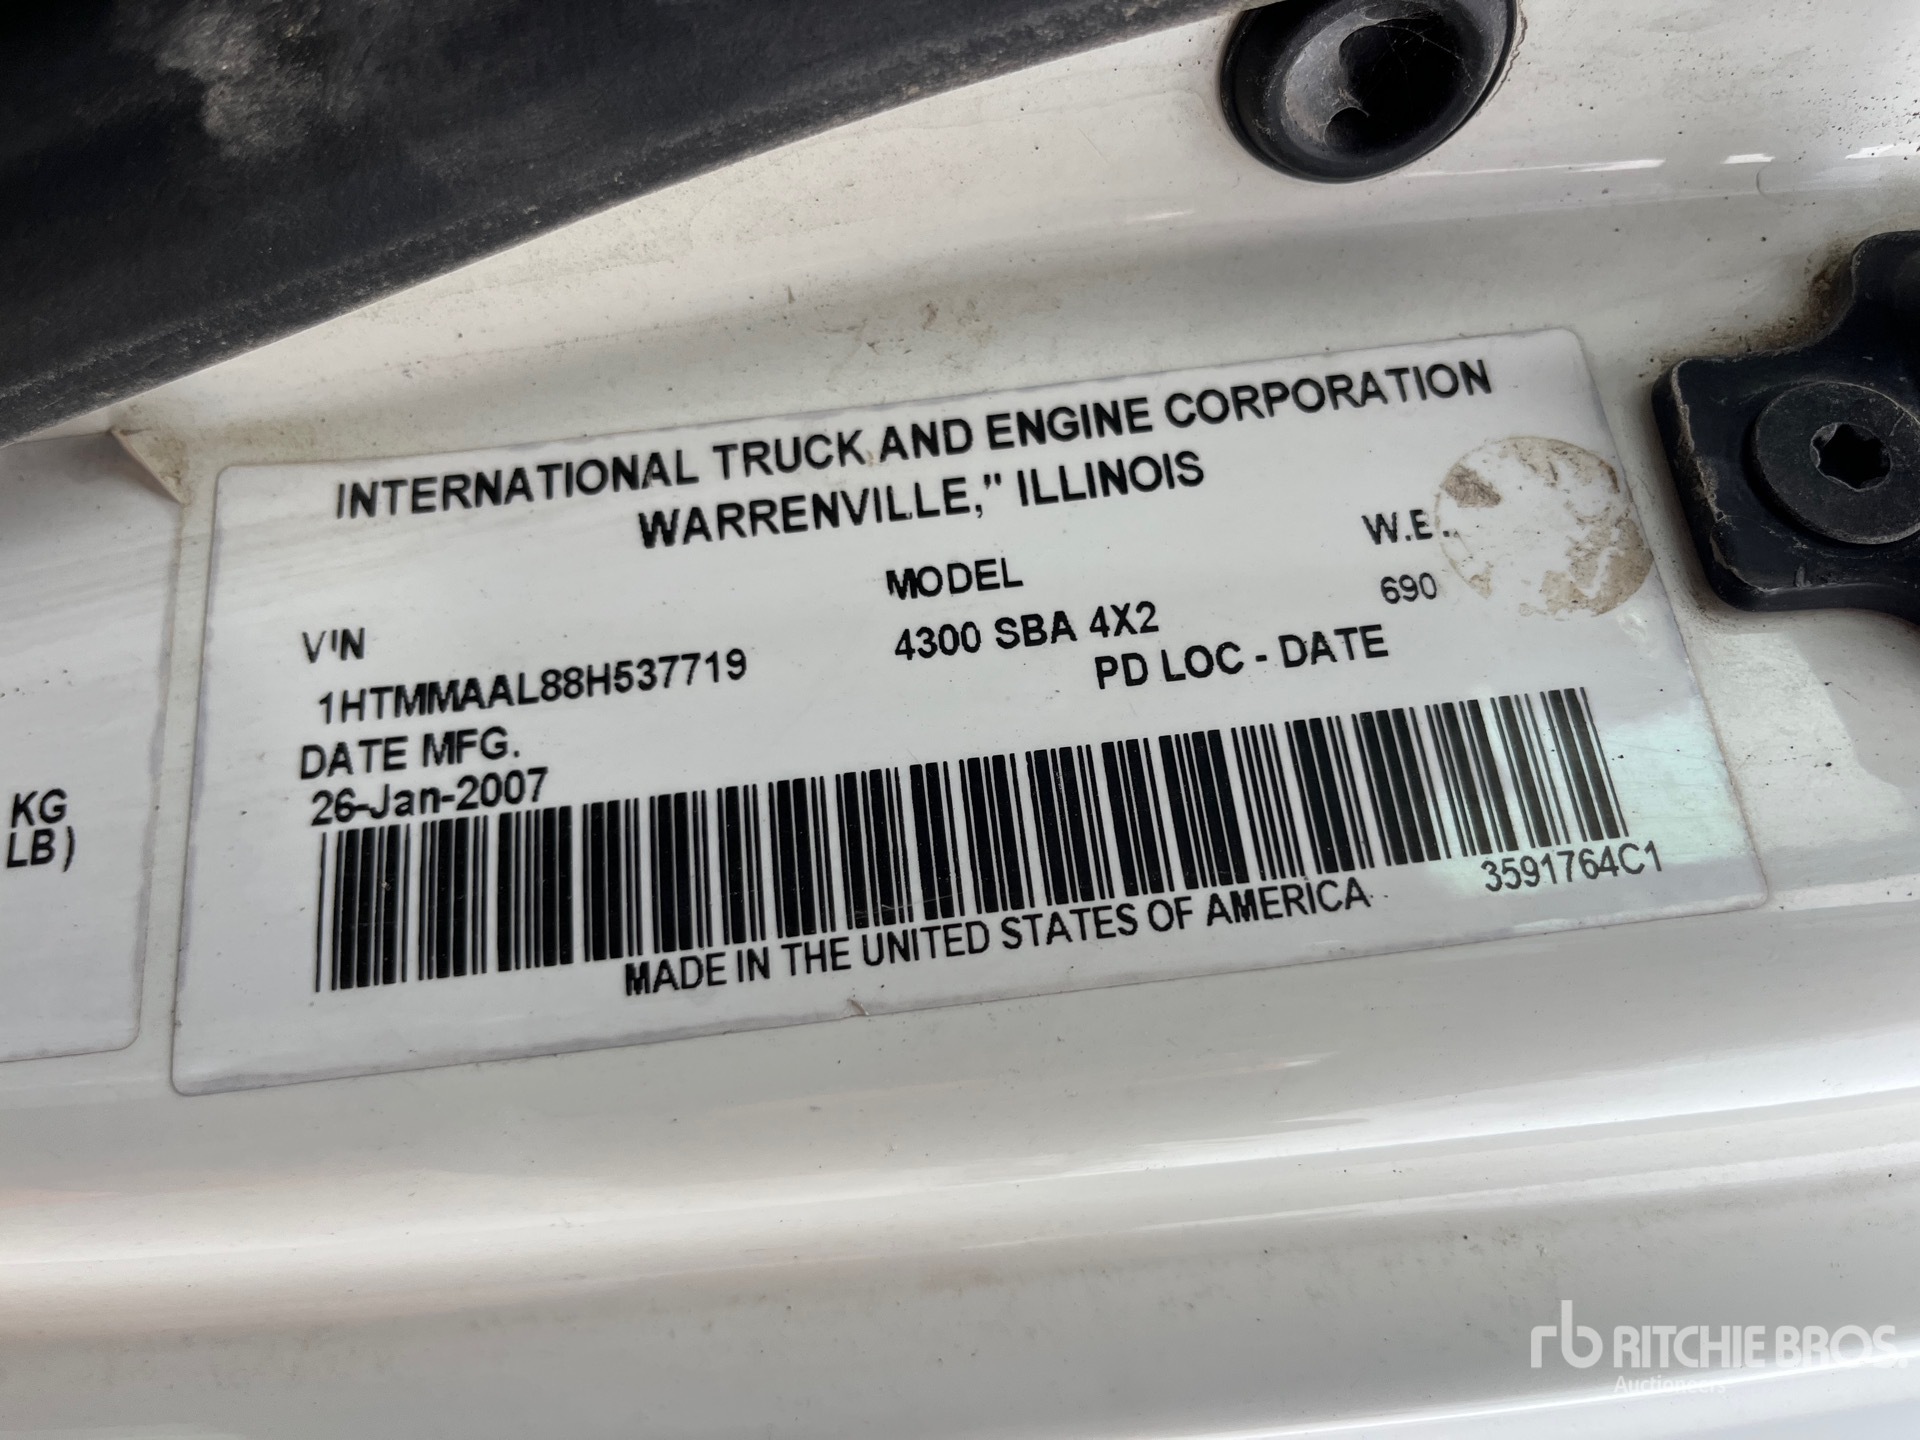 INTERNATIONAL TRUCK AND ENGINE CORPORATION
WARRENVILLE," ILLINOIS
VIN
MODEL
W.B.
1HTMMAAL88H537719
4300 SBA 4X2
690
DATE MFG.
PD LOC - DATE
26-Jan-2007
3591764C1
MADE IN THE UNITED STATES OF AMERICA
KG
LB)
rb RITCHIE BROS.
Auctioneers